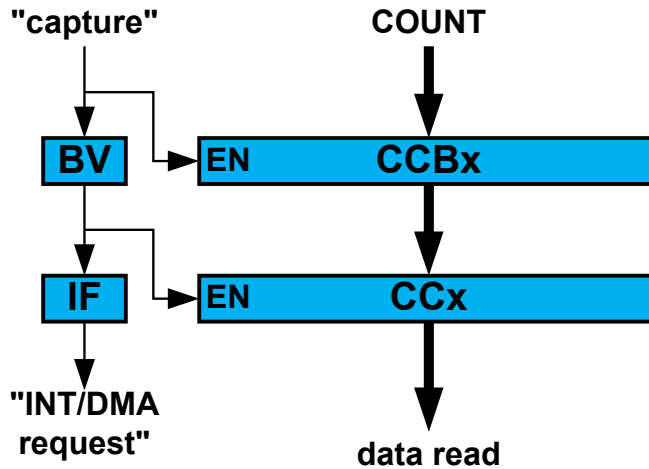 "capture"
COUNT
BV
EN
CCBx
IF
EN
CCx
"INT/DMA
request"
data read